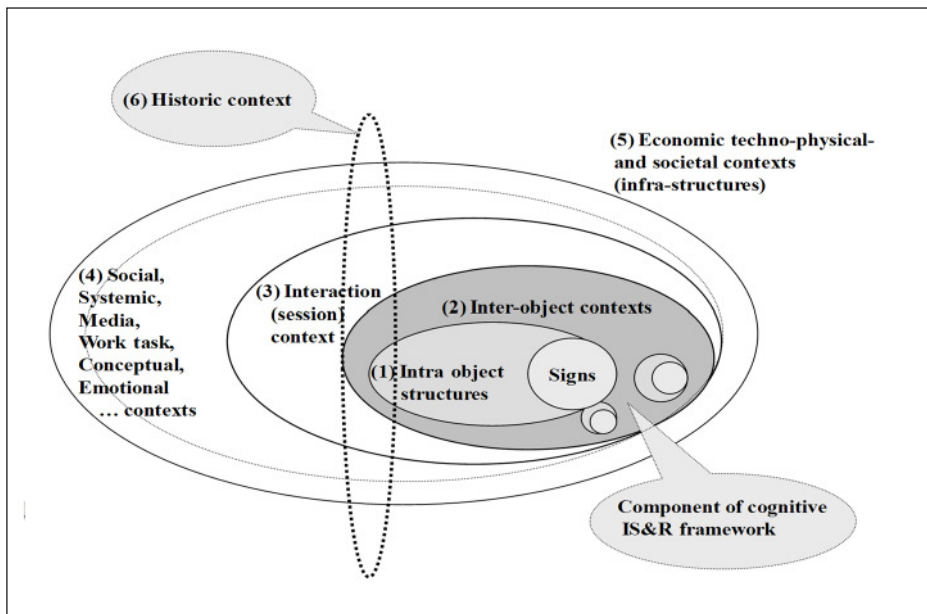 (6) Historic context
(5) Economic techno-physical-
and societal contexts
(infra-structures)
(4) Social,
Systemic,
Media,
Work task,
Conceptual,
Emotional
… contexts
(3) Interaction
(session)
context
(2) Inter-object contexts
(1) Intra object
structures
Signs
Component of cognitive
IS&R framework